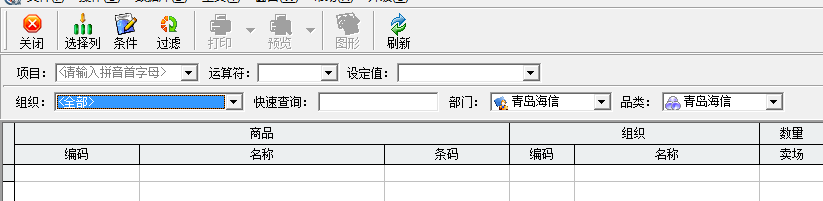 关闭 选择列 条件 过滤 打印 预览 图形 刷新
项目: <请输入拼音首字母> 运算符: 设定值:
组织: <全部> 快速查询: 部门: 青岛海信 品类: 青岛海信
商品 组织 数量
编码 名称 条码 编码 名称 卖场